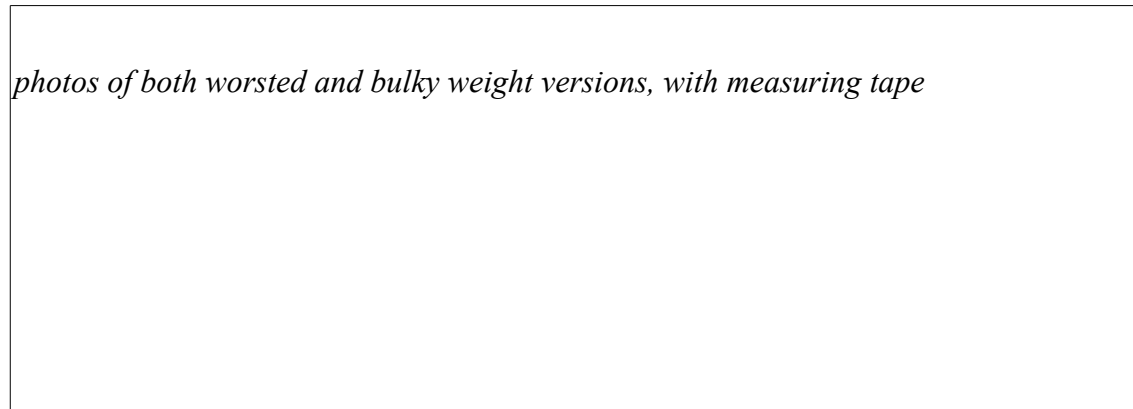 photos of both worsted and bulky weight versions, with measuring tape